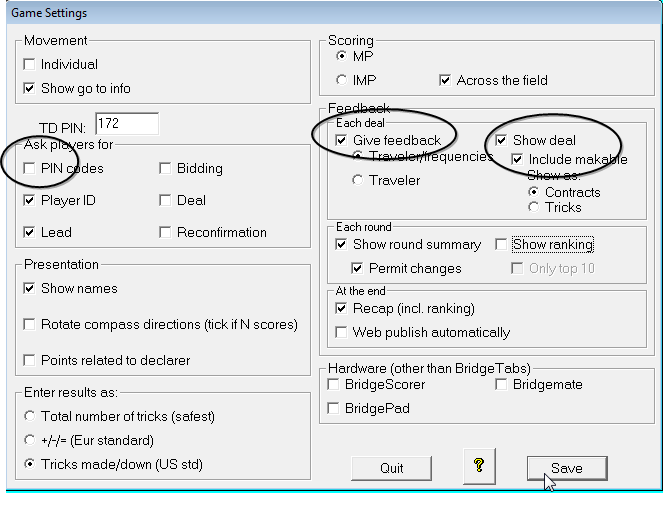 Game Settings
Movement
Individual
Show go to info
TD PIN: 172
Ask players for
PIN codes
Bidding
Player ID
Deal
Lead
Reconfirmation
Presentation
Show names
Rotate compass directions (tick if N scores)
Points related to declarer
Enter results as:
Total number of tricks (safest)
+/-/= (Eur standard)
Tricks made/down (US std)
Scoring
MP
IMP
Across the field
Feedback
Each deal
Give feedback
Show deal
Traveler/frequencies
Include makable
Traveler
Show as:
Contracts
Tricks
Each round
Show round summary
Show ranking
Permit changes
Only top 10
At the end
Recap (incl. ranking)
Web publish automatically
Hardware (other than BridgeTabs)
BridgeScorer
Bridgemate
BridgePad
Quit
?
Save